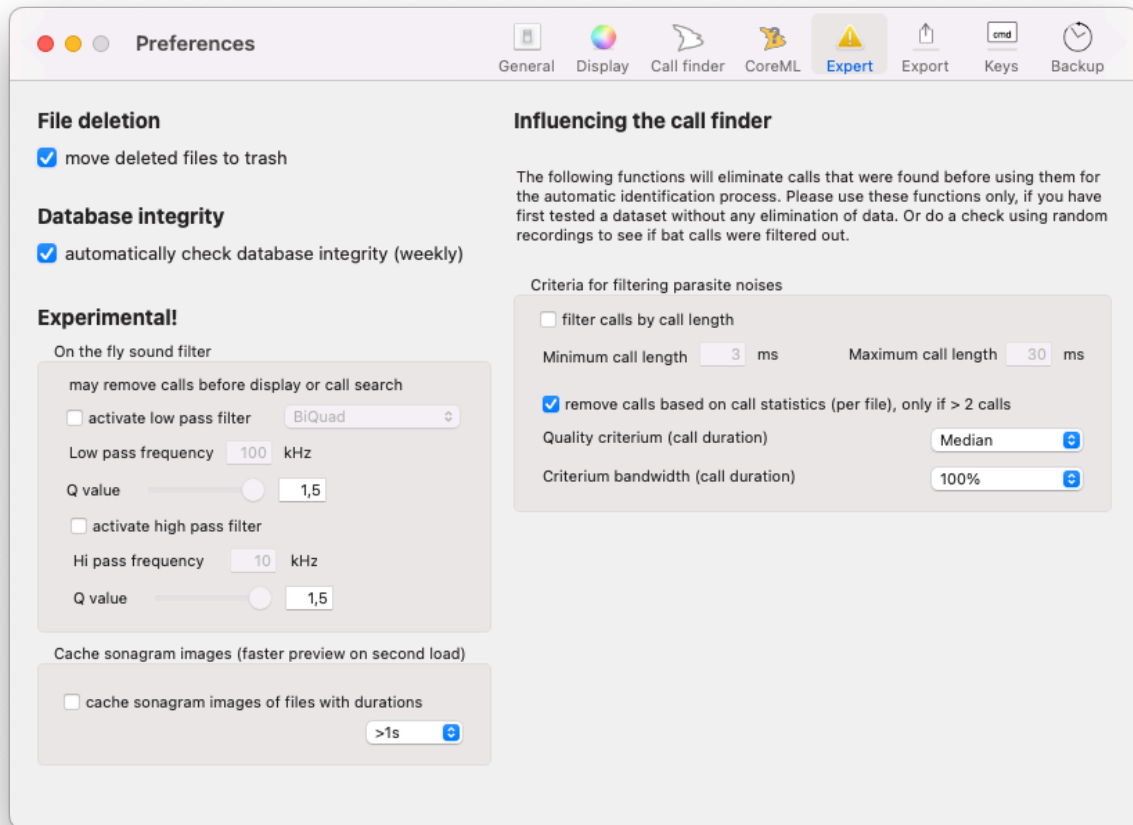 Preferences
General
Display
Call finder
CoreML
cmd
Expert
Export
Keys
Backup
File deletion
move deleted files to trash
Database integrity
automatically check database integrity (weekly)
Experimental!
On the fly sound filter
may remove calls before display or call search
activate low pass filter BiQuad
Low pass frequency 100 kHz
Q value 1,5
activate high pass filter
Hi pass frequency 10 kHz
Q value 1,5
Cache sonagram images (faster preview on second load)
cache sonagram images of files with durations
>1s
Influencing the call finder
The following functions will eliminate calls that were found before using them for
the automatic identification process. Please use these functions only, if you have
first tested a dataset without any elimination of data. Or do a check using random
recordings to see if bat calls were filtered out.
Criteria for filtering parasite noises
filter calls by call length
Minimum call length 3 ms Maximum call length 30 ms
remove calls based on call statistics (per file), only if > 2 calls
Quality criterium (call duration) Median
Criterium bandwidth (call duration) 100%